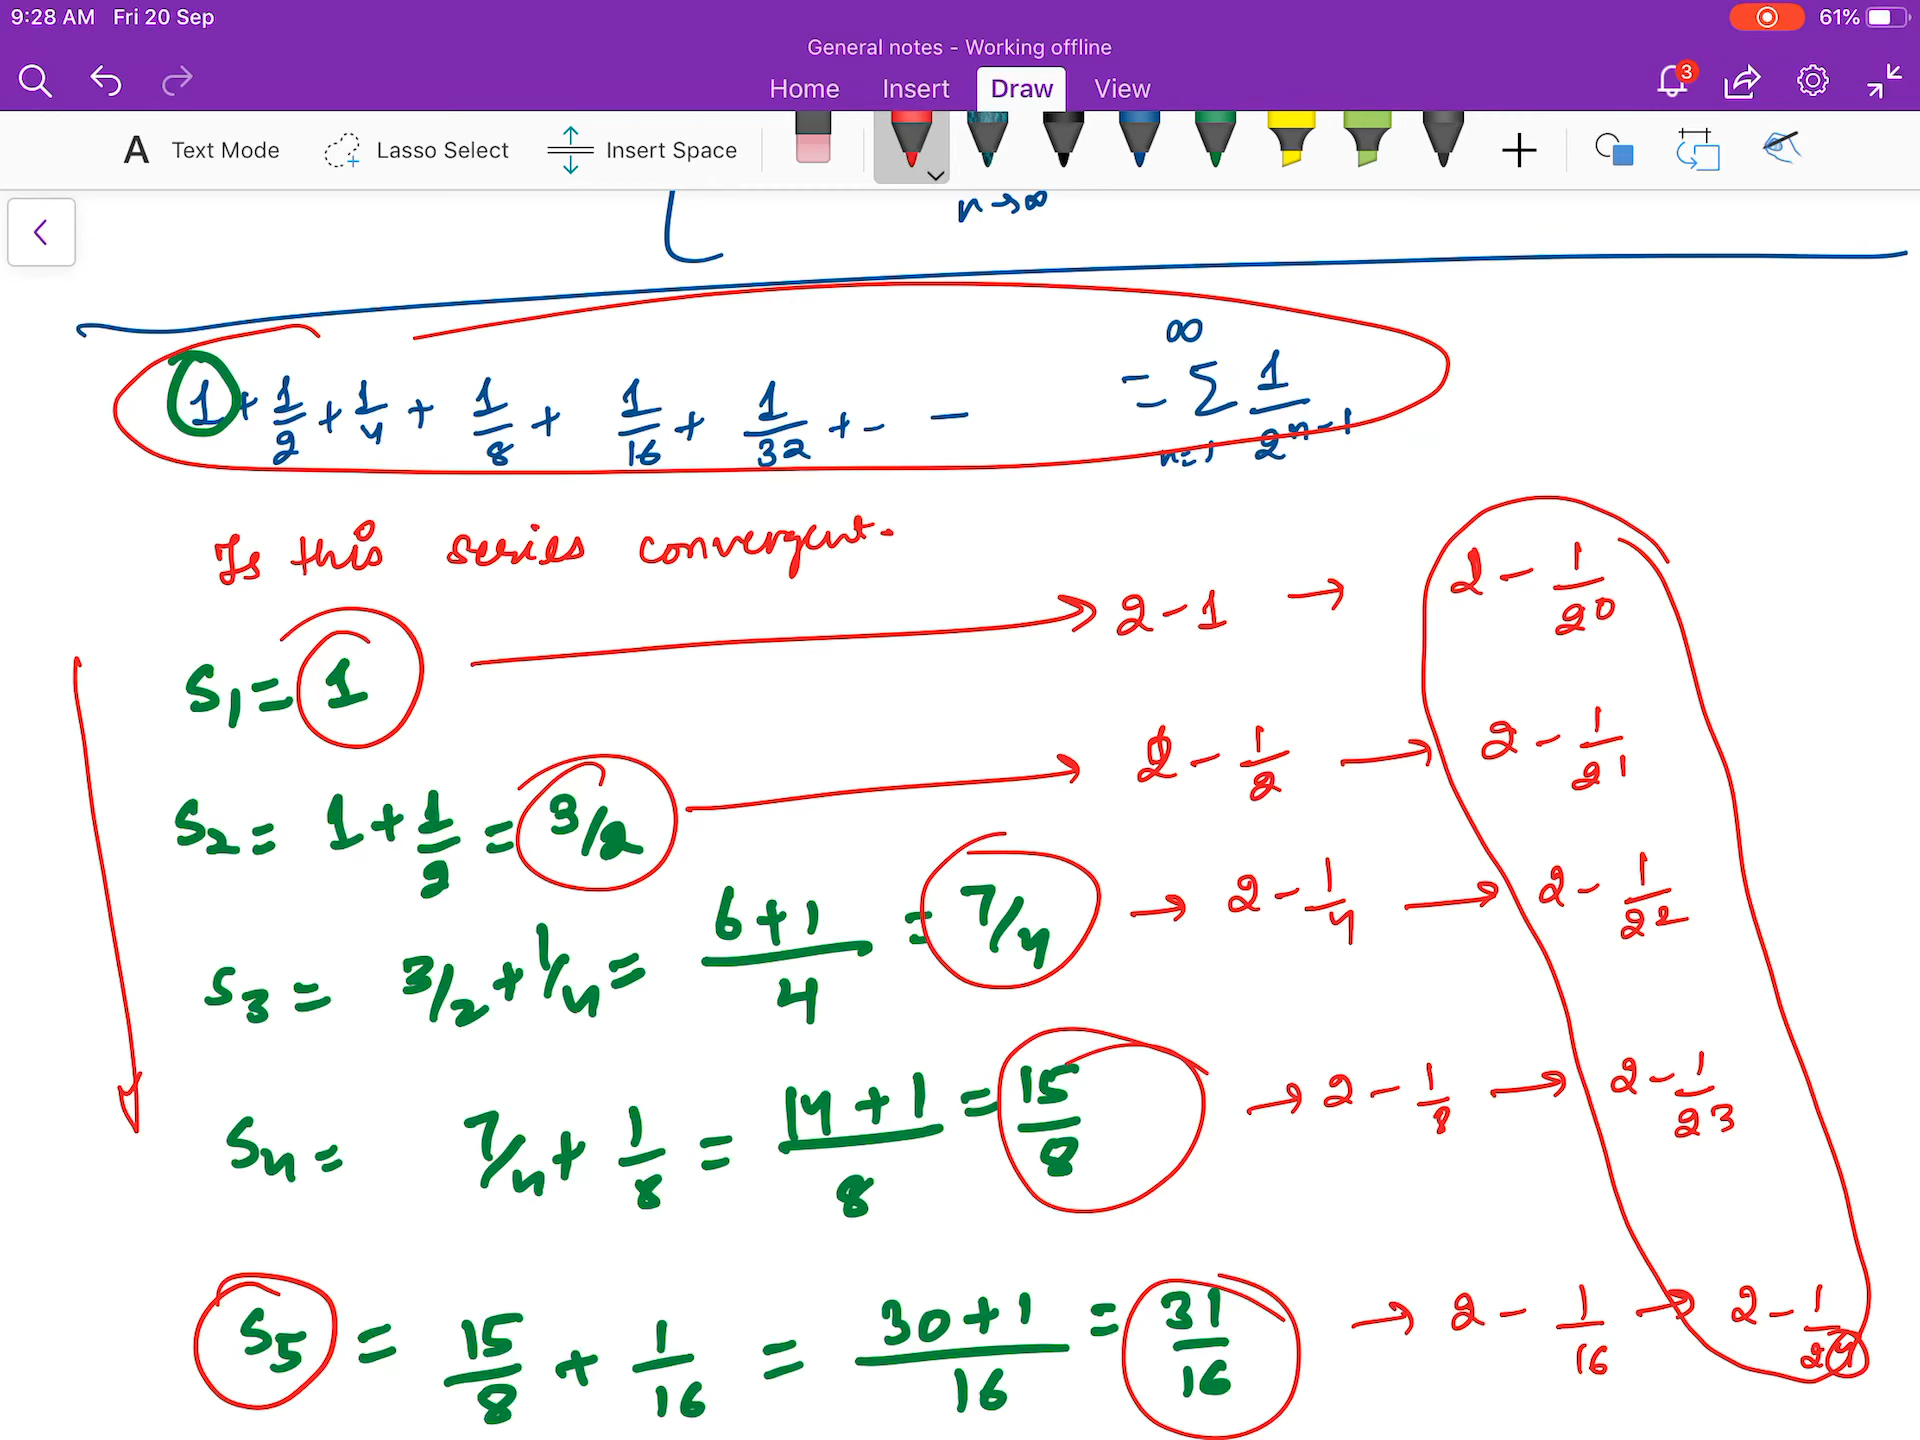 9:28 AM Fri 20 Sep 61%
General notes - Working offline
Home Insert Draw View 3
A Text Mode Lasso Select Insert Space
n→∞
1 + 1/2 + 1/4 + 1/8 + 1/16 + 1/32 + - - = ∞ Σ n=1 1/2^n-1
Is this series convergent.
S1 = 1 → 2 - 1 → 2 - 1/2^0
S2 = 1 + 1/2 = 3/2 → 2 - 1/2 → 2 - 1/2^1
S3 = 3/2 + 1/4 = 6+1/4 = 7/4 → 2 - 1/4 → 2 - 1/2^2
S4 = 7/4 + 1/8 = 14+1/8 = 15/8 → 2 - 1/8 → 2 - 1/2^3
S5 = 15/8 + 1/16 = 30+1/16 = 31/16 → 2 - 1/16 → 2 - 1/2^4